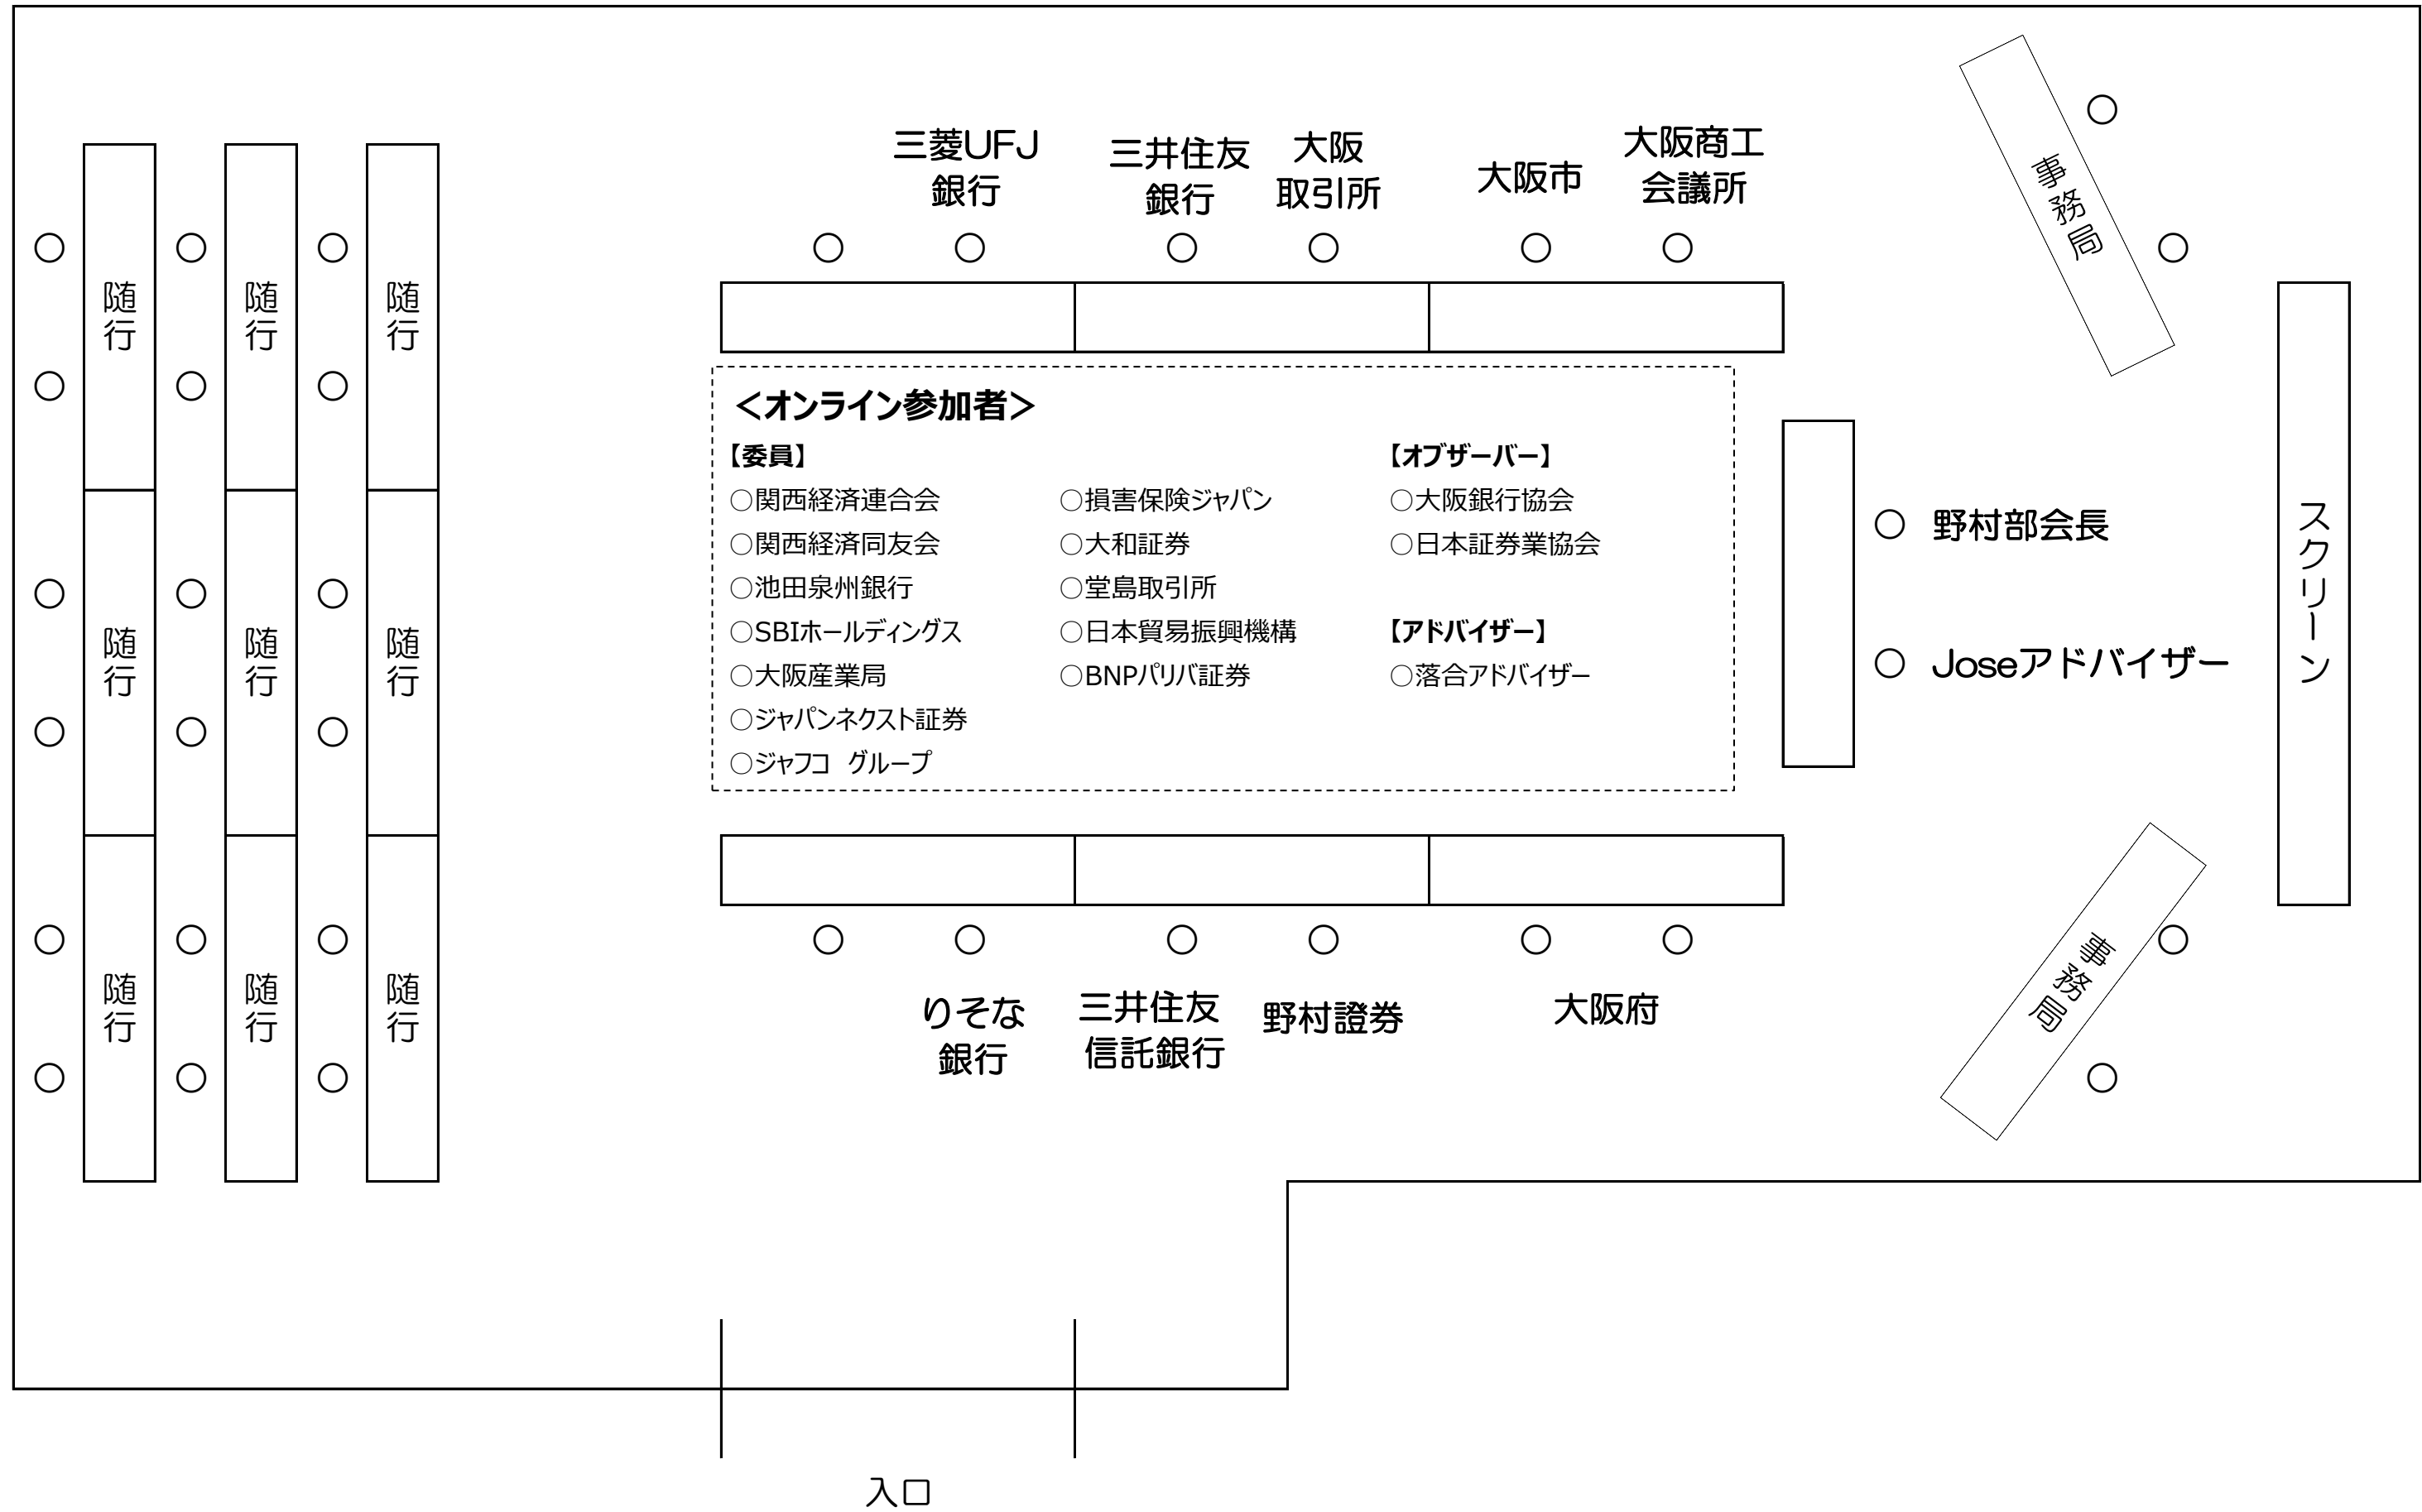 三菱UFJ
銀行
三井住友
銀行
大阪
取引所
大阪市
大阪商工
会議所
事務局
随行
随行
随行
＜オンライン参加者＞
【委員】
【オブザーバー】
○関西経済連合会
○損害保険ジャパン
○大阪銀行協会
○関西経済同友会
○大和証券
○日本証券業協会
○池田泉州銀行
○堂島取引所
○SBIホールディングス
○日本貿易振興機構
【アドバイザー】
○大阪産業局
○BNPパリバ証券
○落合アドバイザー
○ジャパンネクスト証券
○ジャフコ　グループ
野村部会長
Joseアドバイザー
スクリーン
随行
随行
随行
随行
随行
随行
りそな
銀行
三井住友
信託銀行
野村證券
大阪府
事務局
入口